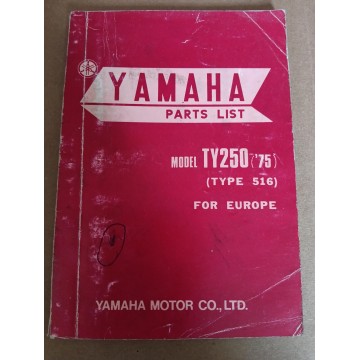 YAMAHA
PARTS LIST
MODEL TY250('75)
(TYPE 516)
FOR EUROPE
YAMAHA MOTOR CO., LTD.